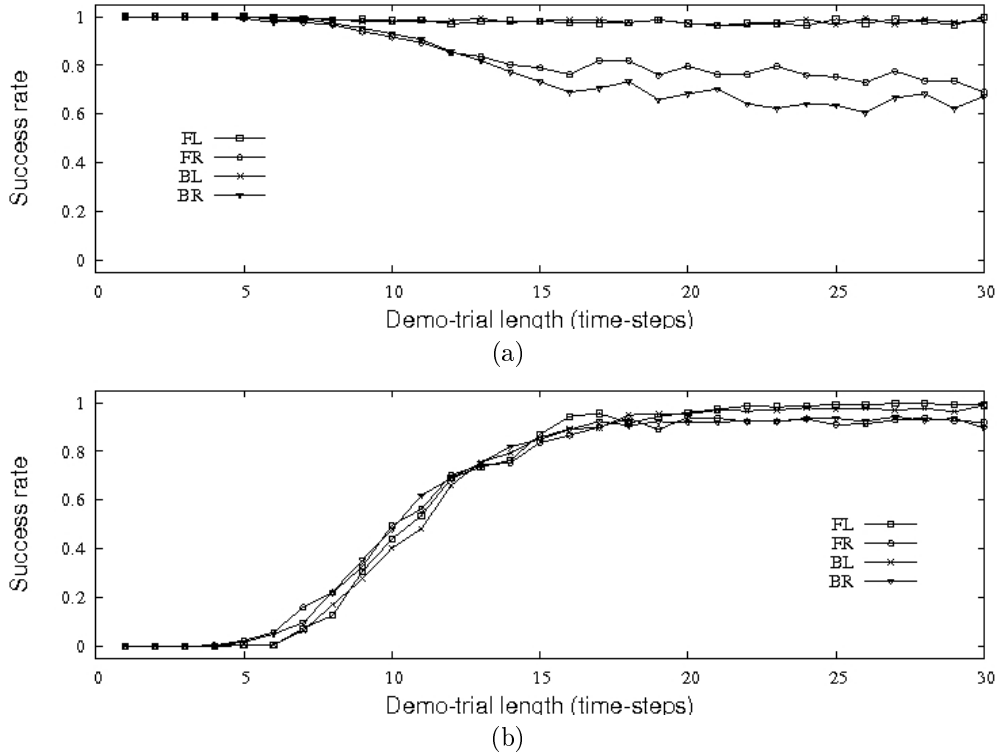 1
0.8
0.6
0.4
0.2
0
Success rate
FL
FR
BL
BR
0 5 10 15 20 25 30
Demo-trial length (time-steps)
(a)
1
0.8
0.6
0.4
0.2
0
Success rate
FL
FR
BL
BR
0 5 10 15 20 25 30
Demo-trial length (time-steps)
(b)